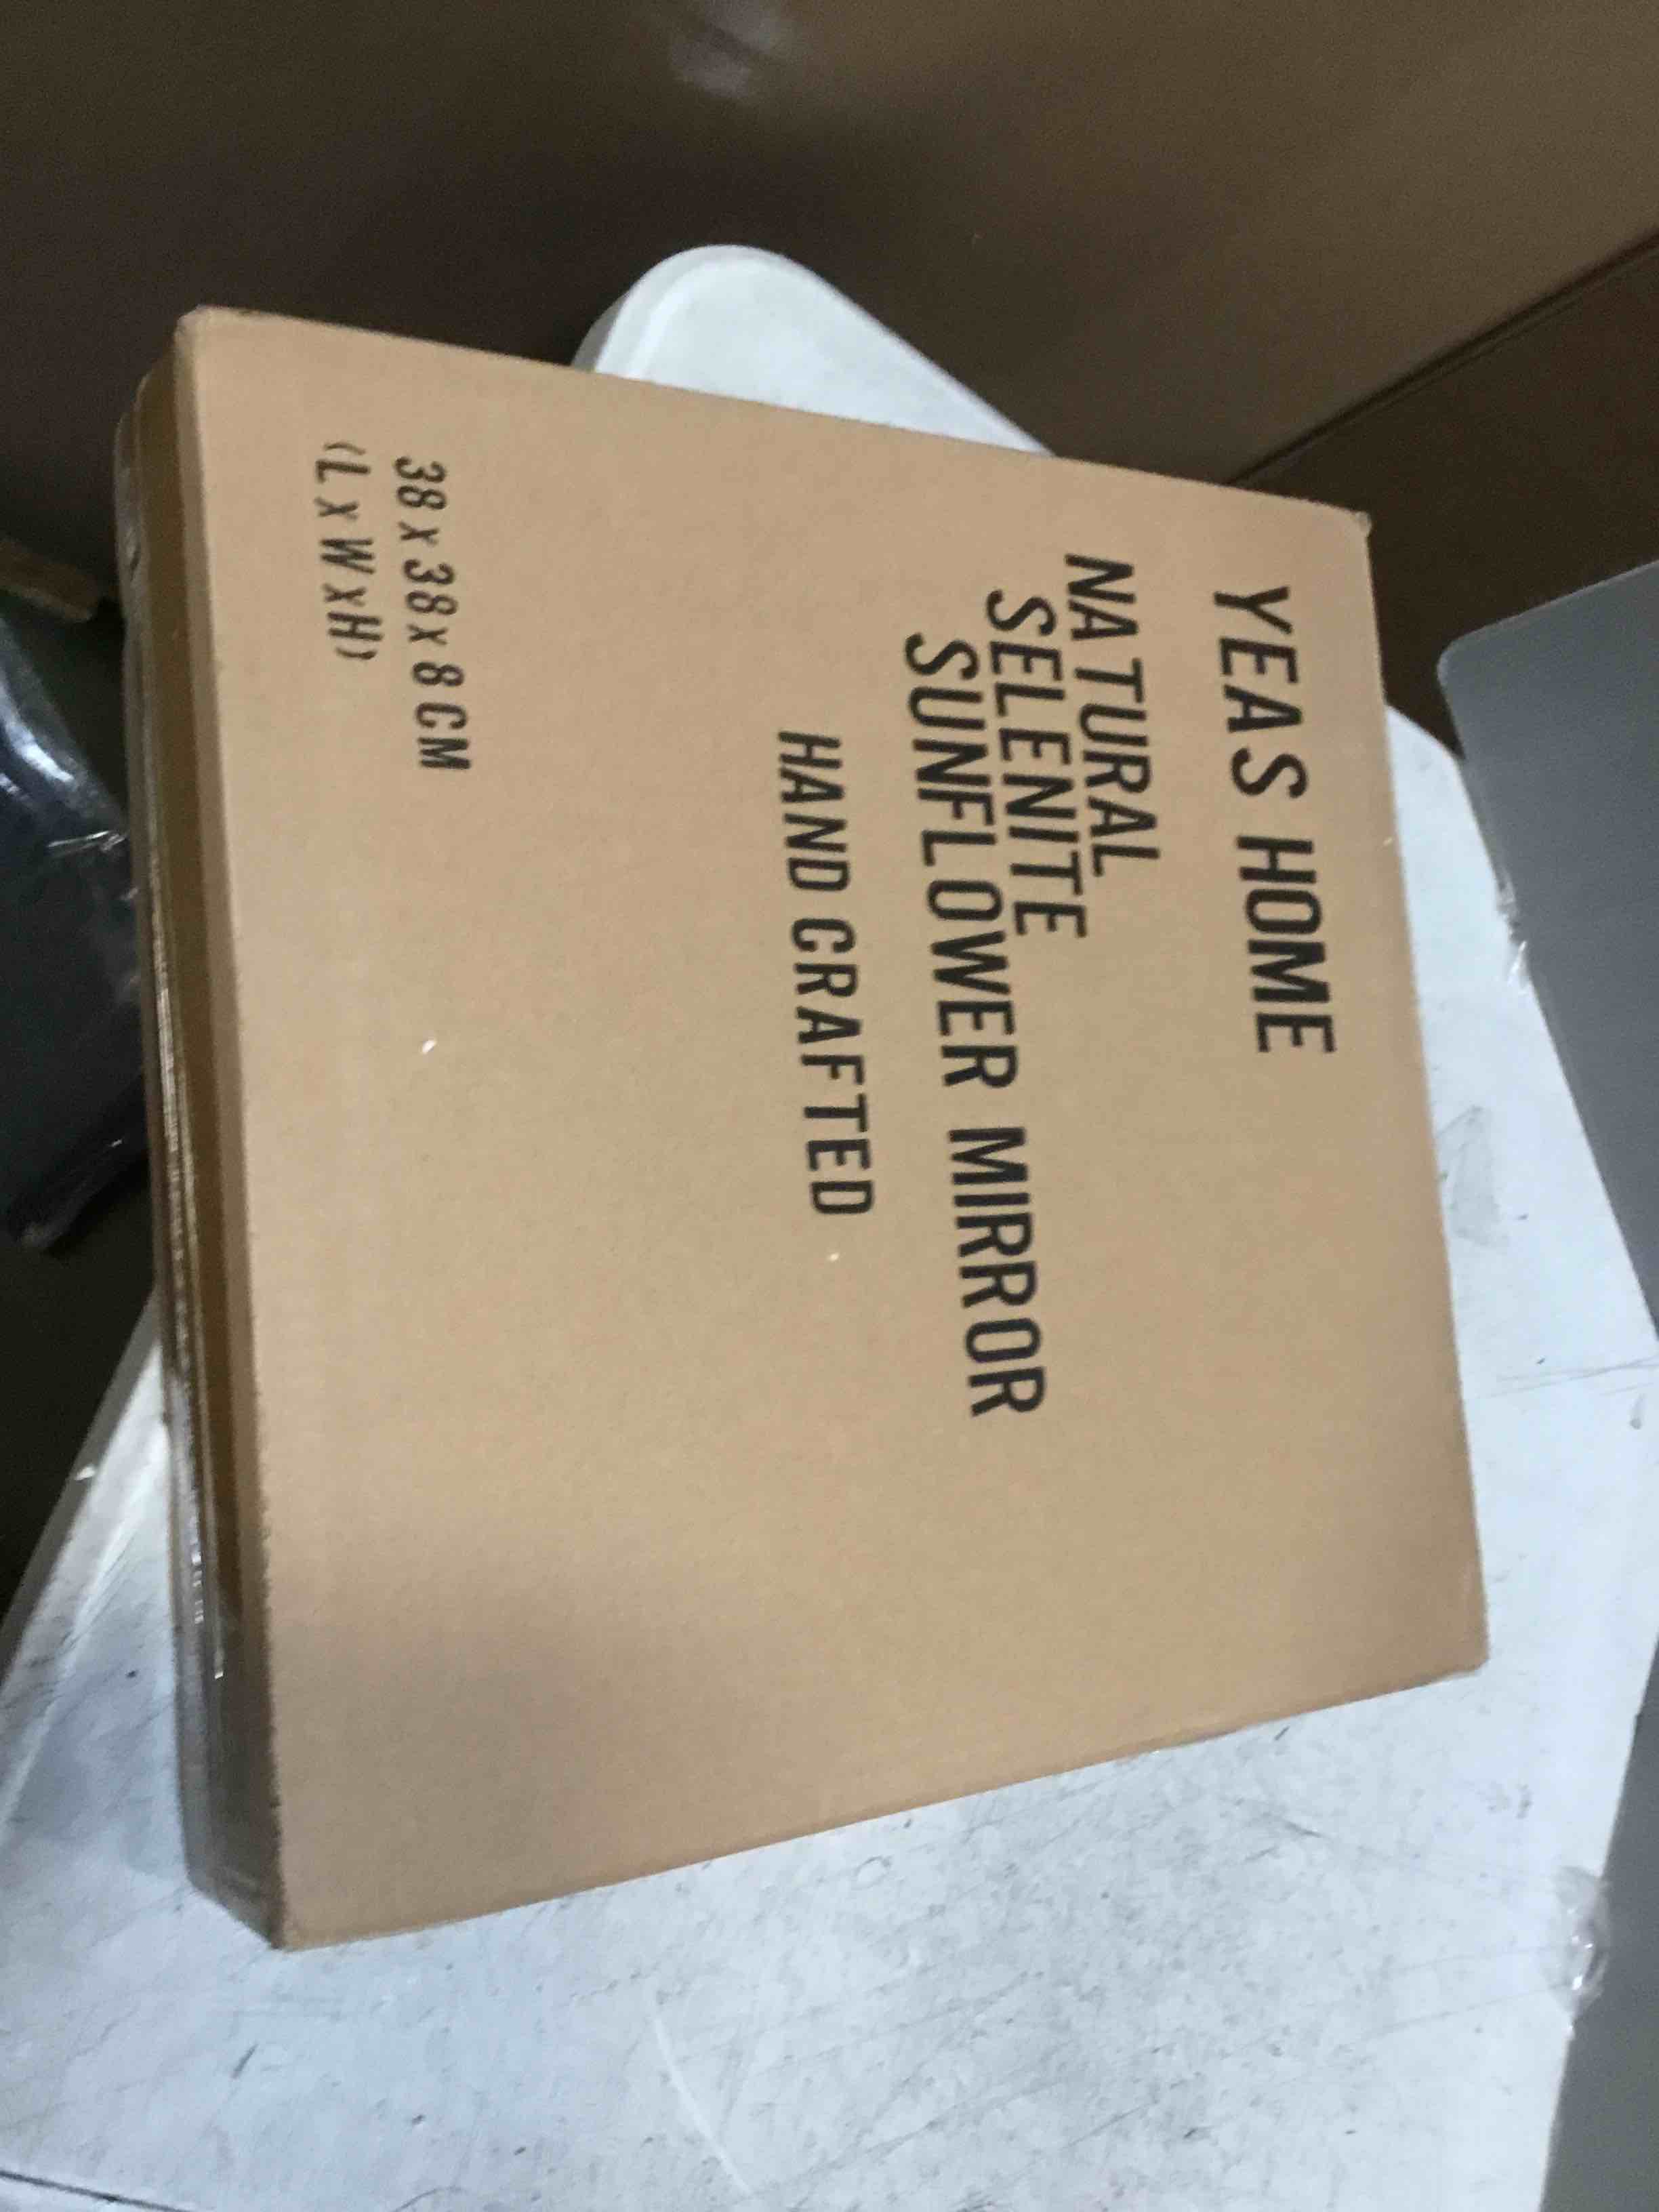 YEAS HOME
NATURAL
SELENITE
SUNFLOWER MIRROR
HAND CRAFTED
38 x 38 x 8 CM
(L x W x H)